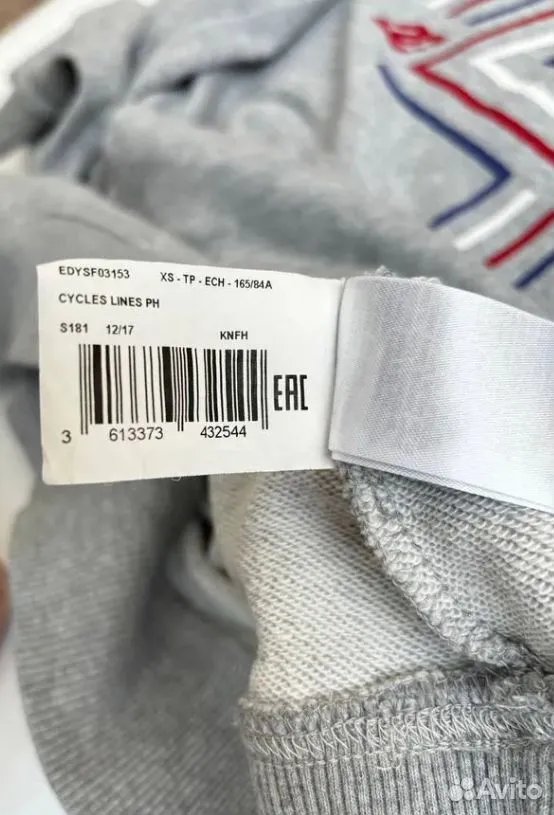 EDYSF03153 XS - TP - ECH - 165/84A
CYCLES LINES PH
S181 12/17 KNFH
EAC
3 613373 432544
Avito